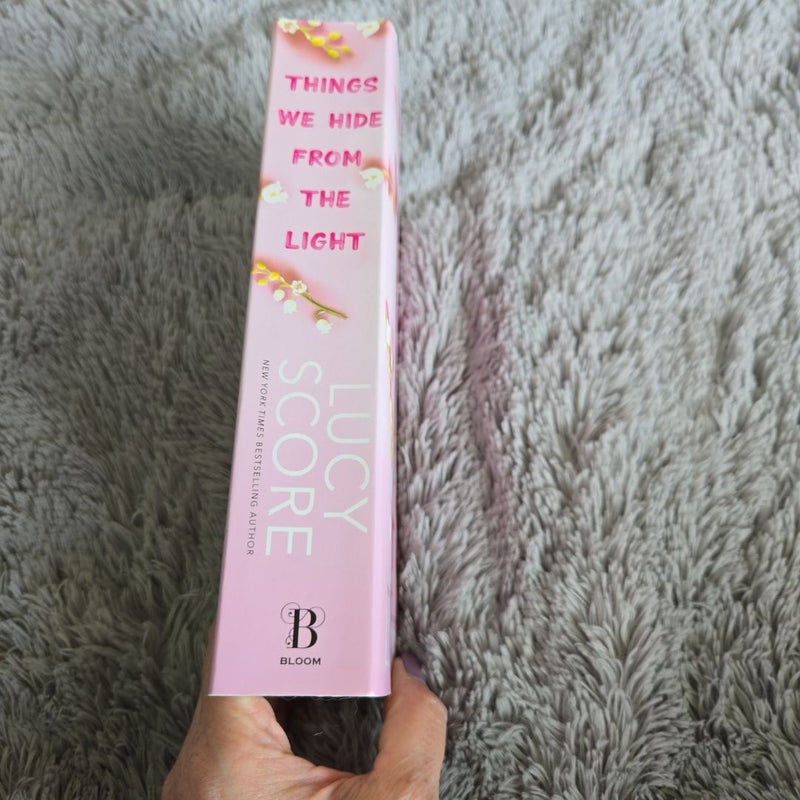 THINGS
WE HIDE
FROM
THE
LIGHT
LUCY
SCORE
NEW YORK TIMES BESTSELLING AUTHOR
B
BLOOM